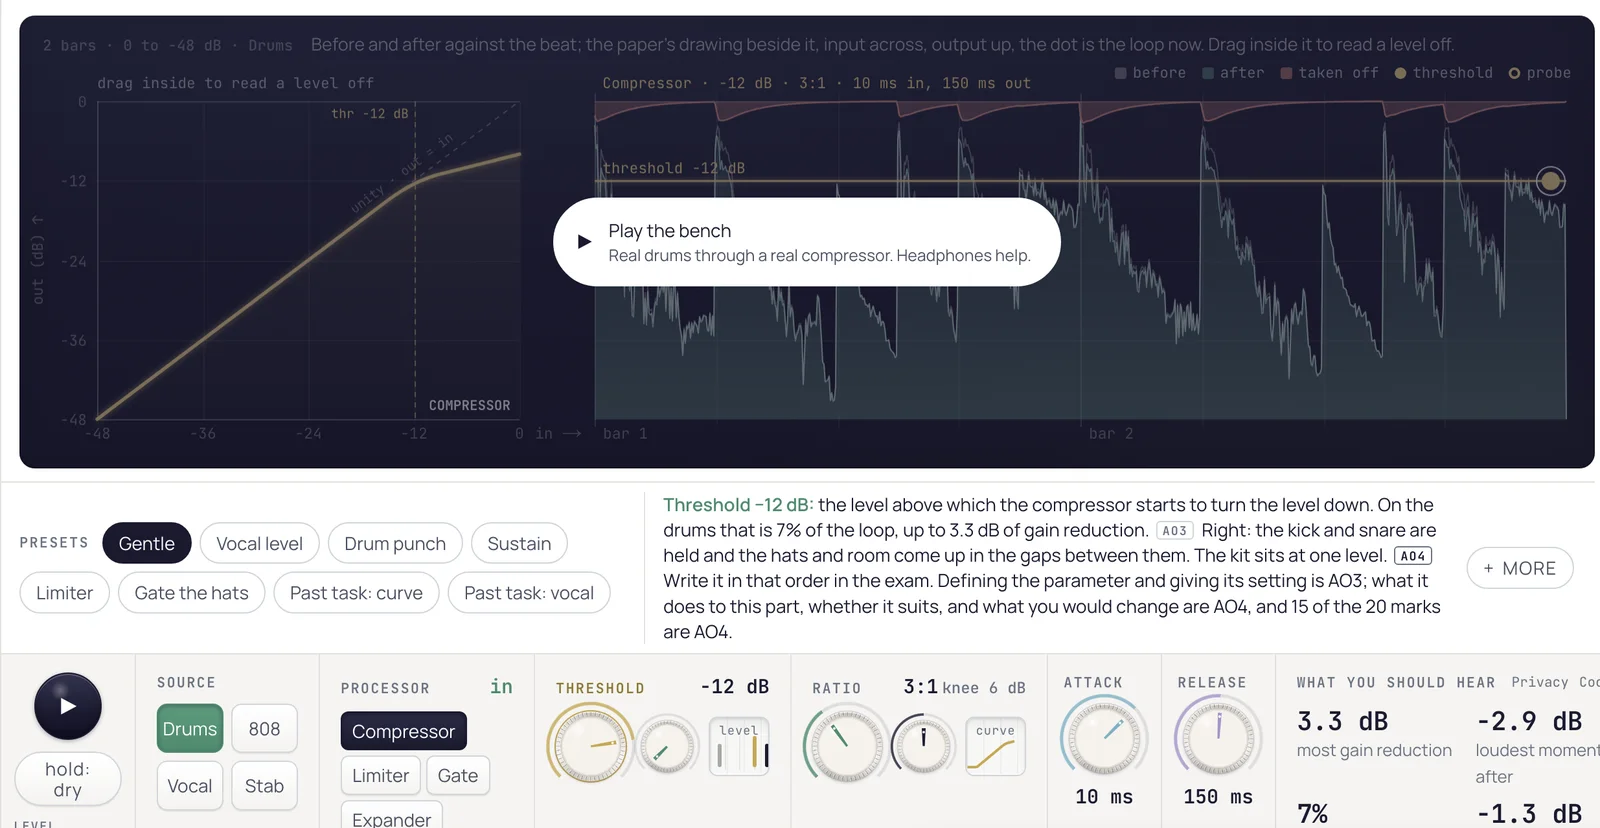 2 bars · 0 to -48 dB · Drums Before and after against the beat; the paper's drawing beside it, input across, output up, the dot is the loop now. Drag inside it to read a level off.
drag inside to read a level off
Compressor · -12 dB · 3:1 · 10 ms in, 150 ms out
before after taken off threshold probe
0
-12
-24
-36
-48
out (dB) →
thr -12 dB
unity · out = in
COMPRESSOR
-48 -36 -24 -12 0 in →
threshold -12 dB
bar 1 bar 2
Play the bench
Real drums through a real compressor. Headphones help.
PRESETS Gentle Vocal level Drum punch Sustain
Limiter Gate the hats Past task: curve Past task: vocal
Threshold −12 dB: the level above which the compressor starts to turn the level down. On the
drums that is 7% of the loop, up to 3.3 dB of gain reduction. AO3 Right: the kick and snare are
held and the hats and room come up in the gaps between them. The kit sits at one level. AO4
Write it in that order in the exam. Defining the parameter and giving its setting is AO3; what it
does to this part, whether it suits, and what you would change are AO4, and 15 of the 20 marks
are AO4.
+ MORE
hold:
dry
LEVEL
SOURCE
Drums 808
Vocal Stab
PROCESSOR in
Compressor
Limiter Gate
Expander
THRESHOLD -12 dB
level
RATIO 3:1 knee 6 dB
curve
ATTACK
10 ms
RELEASE
150 ms
WHAT YOU SHOULD HEAR Privacy Coo
3.3 dB -2.9 dB
most gain reduction loudest moment
after
7% -1.3 dB